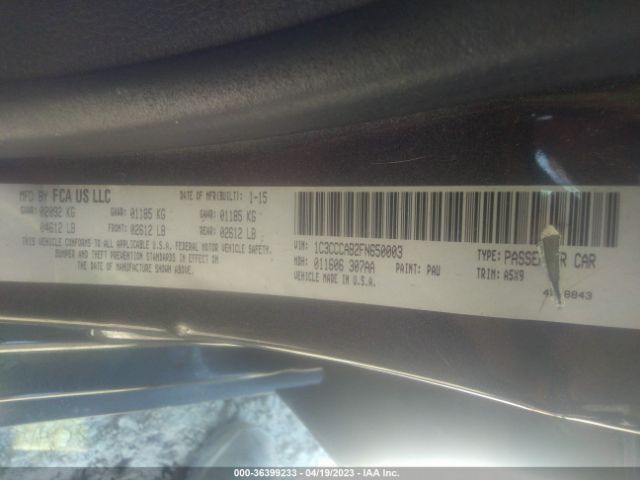 MFD BY FCA US LLC DATE OF MFR(BUILT): 1-15
GVWR: 02092 KG GAWR: 01185 KG GAWR: 01185 KG
04612 LB FRONT: 02612 LB REAR: 02612 LB
THIS VEHICLE CONFORMS TO ALL APPLICABLE U.S.A. FEDERAL MOTOR VEHICLE SAFETY,
BUMPER AND THEFT PREVENTION STANDARDS IN EFFECT ON
THE DATE OF MANUFACTURE SHOWN ABOVE.
VIN: 1C3CCCAB2FN650003 TYPE: PASSENGER CAR
MDH: 011606 307AA PAINT: PAU TRIM: A5X9
VEHICLE MADE IN U.S.A. 8843
000-36399233 - 04/19/2023 - IAA Inc.